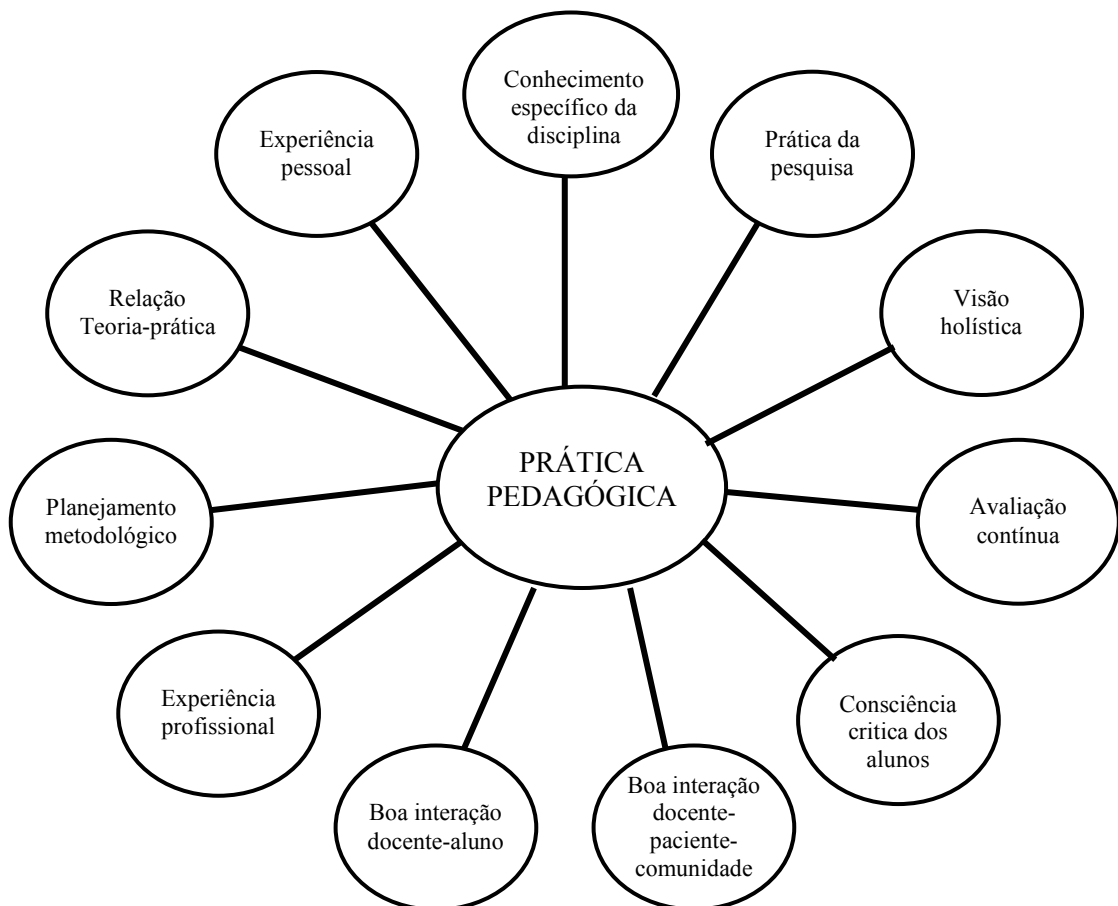 Conhecimento
específico da
disciplina
Experiência
pessoal
Prática da
pesquisa
Relação
Teoria-prática
Visão
holística
PRÁTICA
PEDAGÓGICA
Planejamento
metodológico
Avaliação
contínua
Experiência
profissional
Consciência
critica dos
alunos
Boa interação
docente-aluno
Boa interação
docente-
paciente-
comunidade